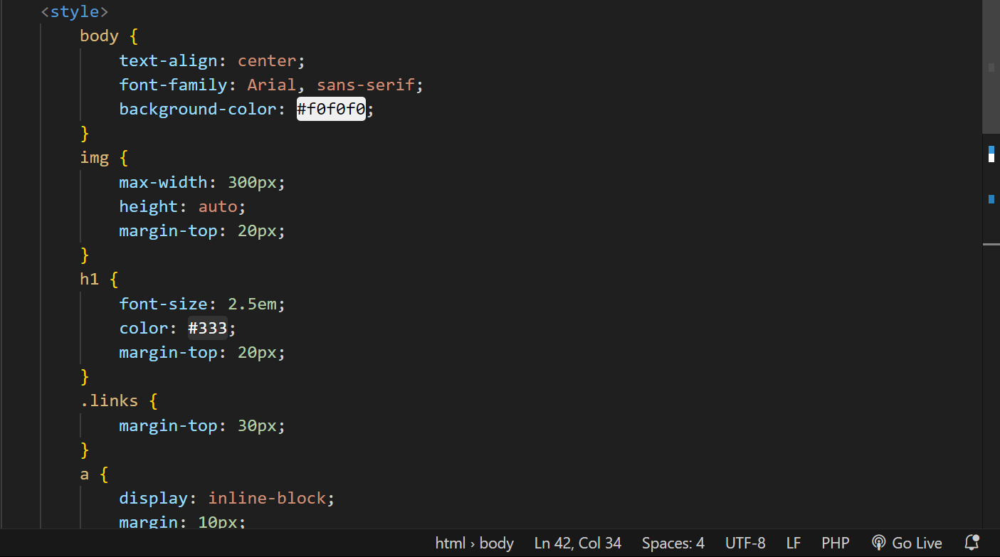 <style>
body {
text-align: center;
font-family: Arial, sans-serif;
background-color: #f0f0f0;
}
img {
max-width: 300px;
height: auto;
margin-top: 20px;
}
h1 {
font-size: 2.5em;
color: #333;
margin-top: 20px;
}
.links {
margin-top: 30px;
}
a {
display: inline-block;
margin: 10px;
html › body Ln 42, Col 34 Spaces: 4 UTF-8 LF PHP Go Live